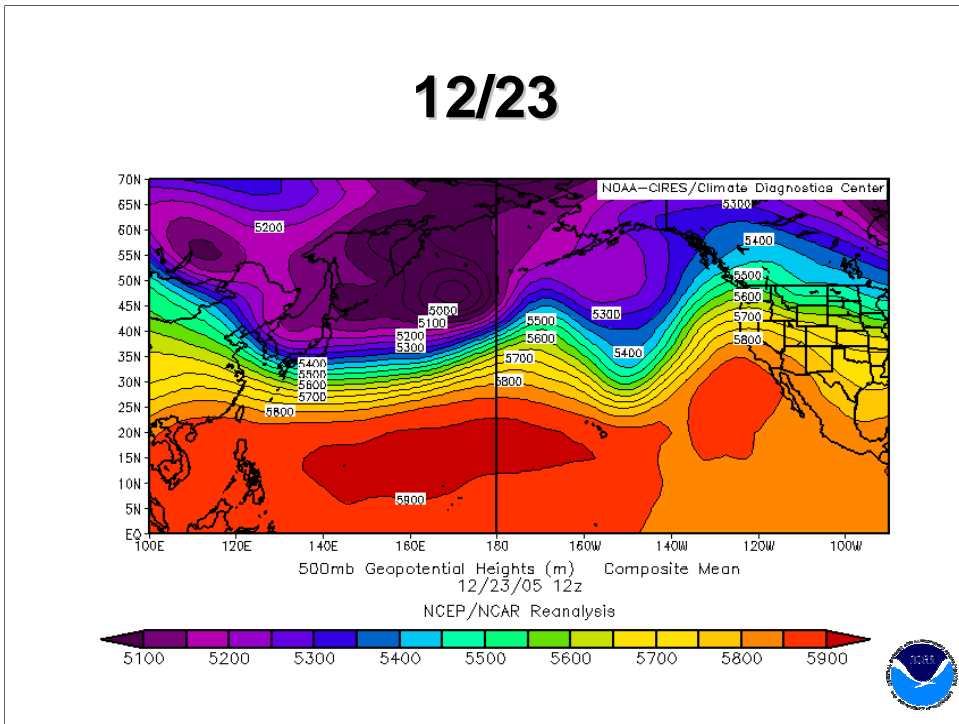 12/23
NOAA-CIRES/Climate Diagnostics Center
70N
65N
60N
55N
50N
45N
40N
35N
30N
25N
20N
15N
10N
5N
EQ
5300
5200
5400
5500
5600
5700
5800
5000
5100
5200
5300
5500
5600
5700
5800
5300
5400
5400
5500
5600
5700
5800
5900
100E 120E 140E 160E 180 160W 140W 120W 100W
500mb Geopotential Heights (m) Composite Mean
12/23/05 12z
NCEP/NCAR Reanalysis
5100 5200 5300 5400 5500 5600 5700 5800 5900
NOAA